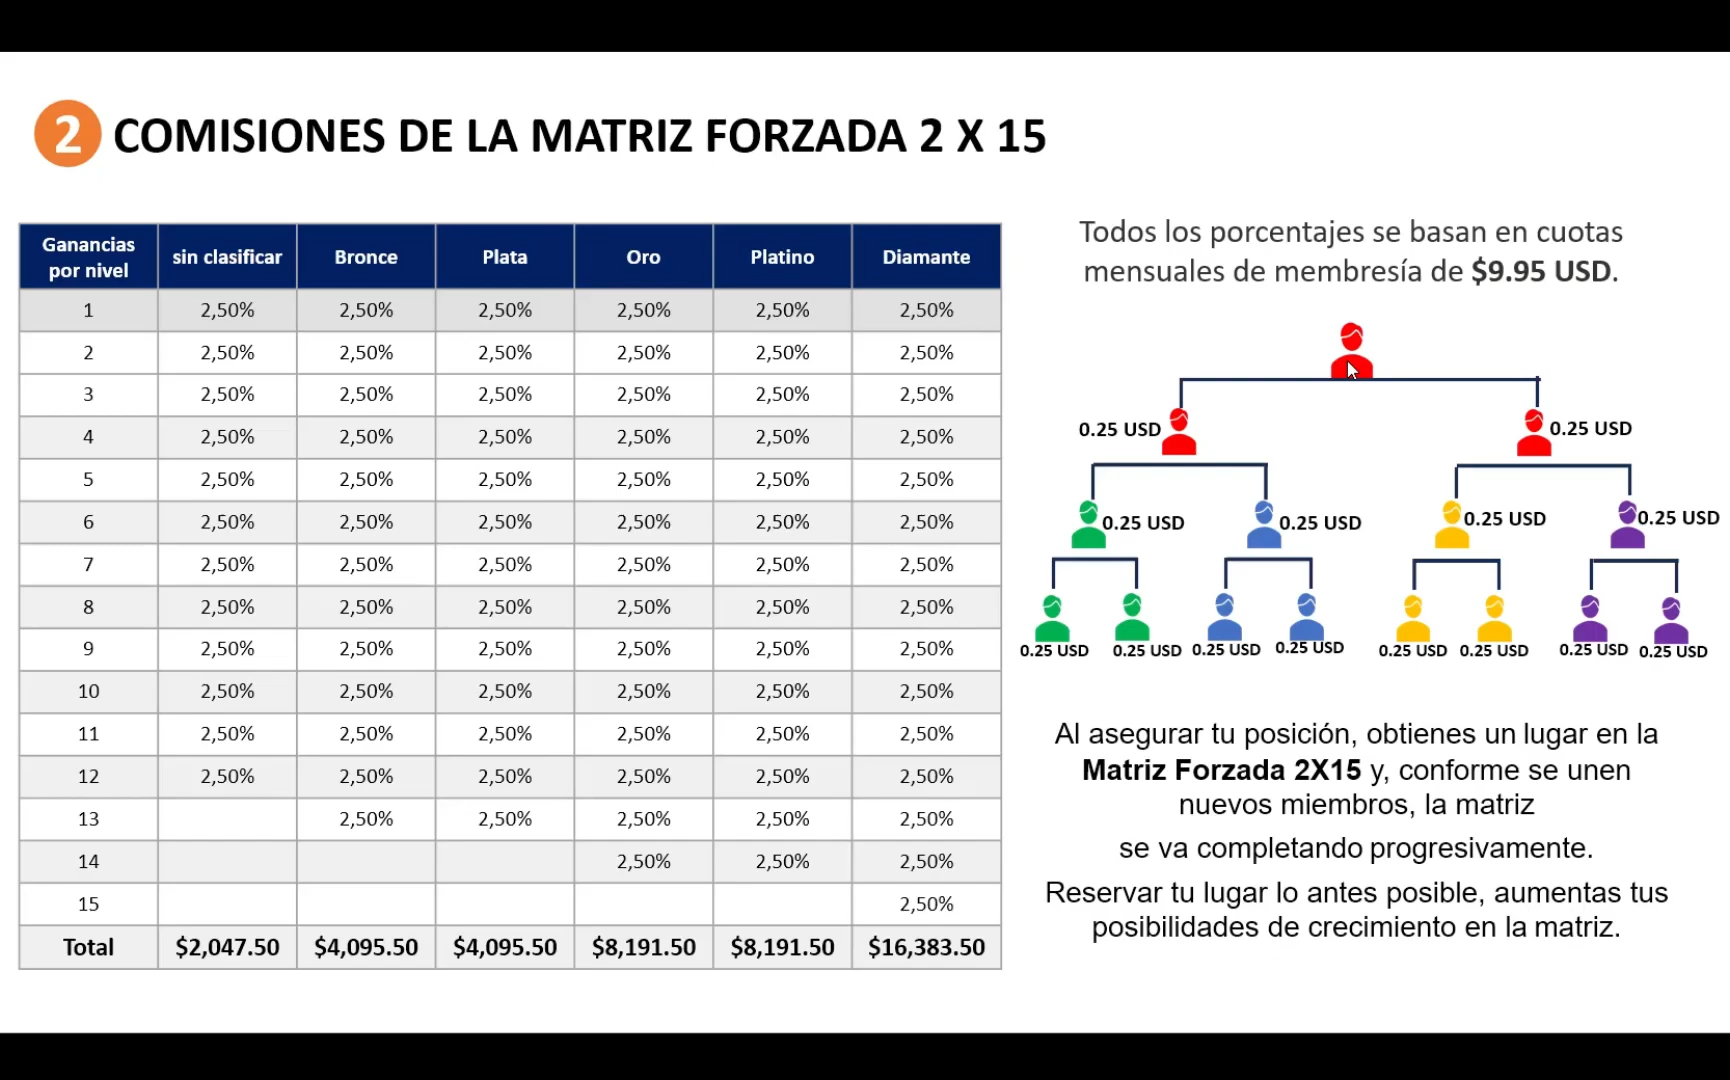 2 COMISIONES DE LA MATRIZ FORZADA 2 X 15
Ganancias por nivel sin clasificar Bronce Plata Oro Platino Diamante
1 2,50% 2,50% 2,50% 2,50% 2,50% 2,50%
2 2,50% 2,50% 2,50% 2,50% 2,50% 2,50%
3 2,50% 2,50% 2,50% 2,50% 2,50% 2,50%
4 2,50% 2,50% 2,50% 2,50% 2,50% 2,50%
5 2,50% 2,50% 2,50% 2,50% 2,50% 2,50%
6 2,50% 2,50% 2,50% 2,50% 2,50% 2,50%
7 2,50% 2,50% 2,50% 2,50% 2,50% 2,50%
8 2,50% 2,50% 2,50% 2,50% 2,50% 2,50%
9 2,50% 2,50% 2,50% 2,50% 2,50% 2,50%
10 2,50% 2,50% 2,50% 2,50% 2,50% 2,50%
11 2,50% 2,50% 2,50% 2,50% 2,50% 2,50%
12 2,50% 2,50% 2,50% 2,50% 2,50% 2,50%
13 2,50% 2,50% 2,50% 2,50% 2,50%
14 2,50% 2,50% 2,50%
15 2,50%
Total $2,047.50 $4,095.50 $4,095.50 $8,191.50 $8,191.50 $16,383.50
Todos los porcentajes se basan en cuotas
mensuales de membresía de $9.95 USD.
0.25 USD 0.25 USD
0.25 USD 0.25 USD 0.25 USD 0.25 USD
0.25 USD 0.25 USD 0.25 USD 0.25 USD 0.25 USD 0.25 USD 0.25 USD 0.25 USD
Al asegurar tu posición, obtienes un lugar en la
Matriz Forzada 2X15 y, conforme se unen
nuevos miembros, la matriz
se va completando progresivamente.
Reservar tu lugar lo antes posible, aumentas tus
posibilidades de crecimiento en la matriz.